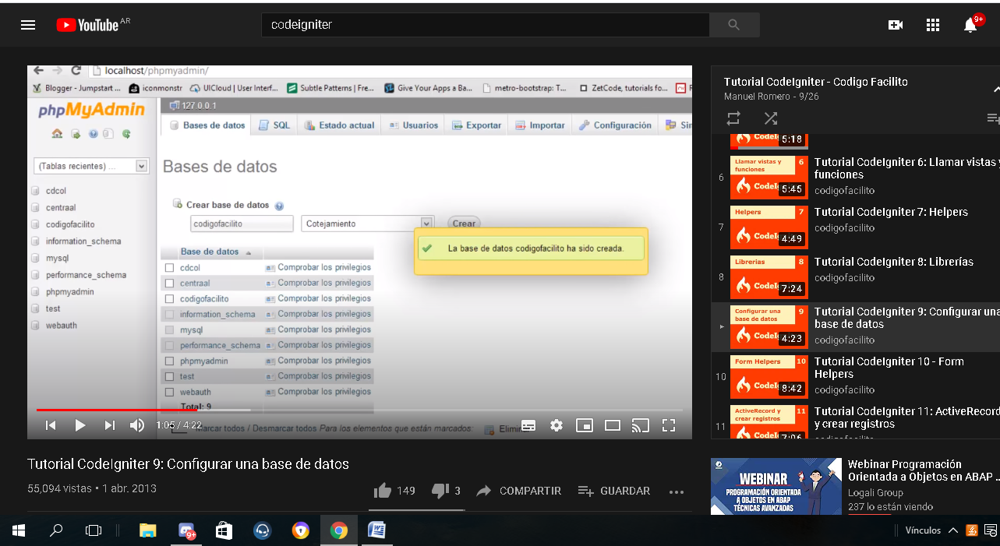 YouTube AR
codeigniter
9+
localhost/phpmyadmin/
Blogger - Jumpstart ...
iconmonstr
UICloud | User Interf...
Subtle Patterns | Fre...
Give Your Apps a Ba...
metro-bootstrap: T...
ZetCode, tutorials fo...
phpMyAdmin
127.0.0.1
Bases de datos
SQL
Estado actual
Usuarios
Exportar
Importar
Configuración
(Tablas recientes) ...
cdcol
centraal
codigofacilito
information_schema
mysql
performance_schema
phpmyadmin
test
webauth
Bases de datos
Crear base de datos
codigofacilito
Cotejamiento
Crear
La base de datos codigofacilito ha sido creada.
Base de datos
cdcol Comprobar los privilegios
centraal Comprobar los privilegios
codigofacilito Comprobar los privilegios
information_schema Comprobar los privilegios
mysql Comprobar los privilegios
performance_schema Comprobar los privilegios
phpmyadmin Comprobar los privilegios
test Comprobar los privilegios
webauth Comprobar los privilegios
Total: 9
Marcar todos / Desmarcar todos Para los elementos que están marcados:
1:05 / 4:22
Tutorial CodeIgniter 9: Configurar una base de datos
55,094 vistas • 1 abr. 2013
149
3
COMPARTIR
GUARDAR
Tutorial CodeIgniter - Codigo Facilito
Manuel Romero - 9/26
5:18
6
Llamar vistas y
funciones
6
5:45
Tutorial CodeIgniter 6: Llamar vistas y
funciones
codigofacilito
7
Helpers
7
4:49
Tutorial CodeIgniter 7: Helpers
codigofacilito
8
Librerias
8
7:24
Tutorial CodeIgniter 8: Librerías
codigofacilito
Configurar una
base de datos
9
4:23
Tutorial CodeIgniter 9: Configurar una
base de datos
codigofacilito
10
Form Helpers
10
8:42
Tutorial CodeIgniter 10 - Form
Helpers
codigofacilito
11
ActiveRecord y
crear registros
11
7:06
Tutorial CodeIgniter 11: ActiveRecord
y crear registros
WEBINAR
PROGRAMACIÓN ORIENTADA
A OBJETOS EN ABAP
TÉCNICAS AVANZADAS
Webinar Programación
Orientada a Objetos en ABAP ...
Logali Group
237 lo están viendo
9+
Vínculos